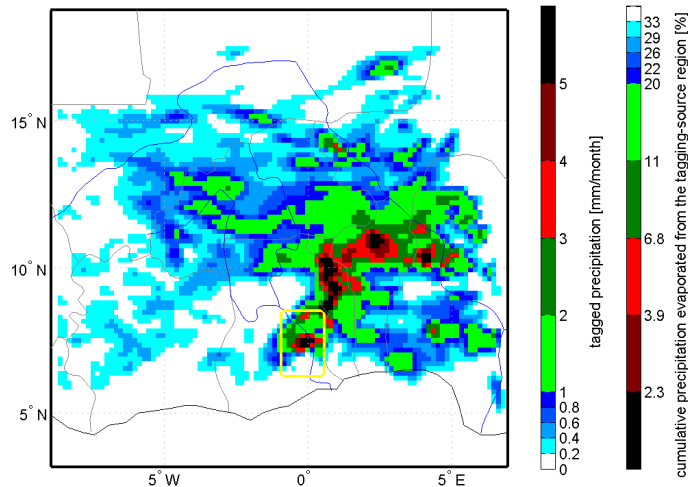 15° N
10° N
5° N
5° W
0°
5° E
5
4
3
2
1
0.8
0.6
0.4
0.2
0
tagged precipitation [mm/month]
33
29
26
22
20
11
6.8
3.9
2.3
cumulative precipitation evaporated from the tagging-source region [%]